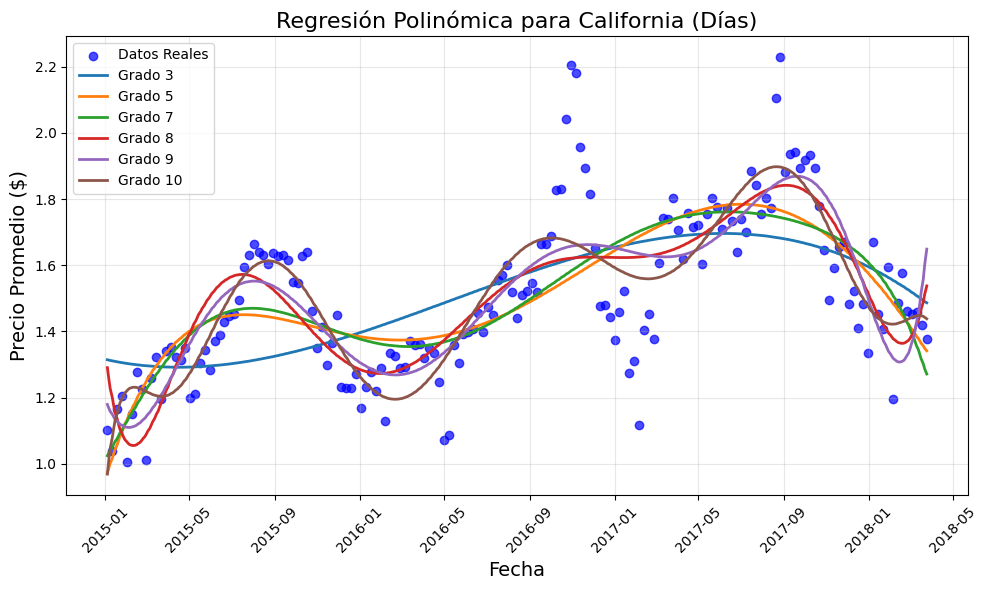 Regresión Polinómica para California (Días)
Datos Reales
Grado 3
Grado 5
Grado 7
Grado 8
Grado 9
Grado 10
Precio Promedio ($)
2.2
2.0
1.8
1.6
1.4
1.2
1.0
2015-01
2015-05
2015-09
2016-01
2016-05
2016-09
2017-01
2017-05
2017-09
2018-01
2018-05
Fecha